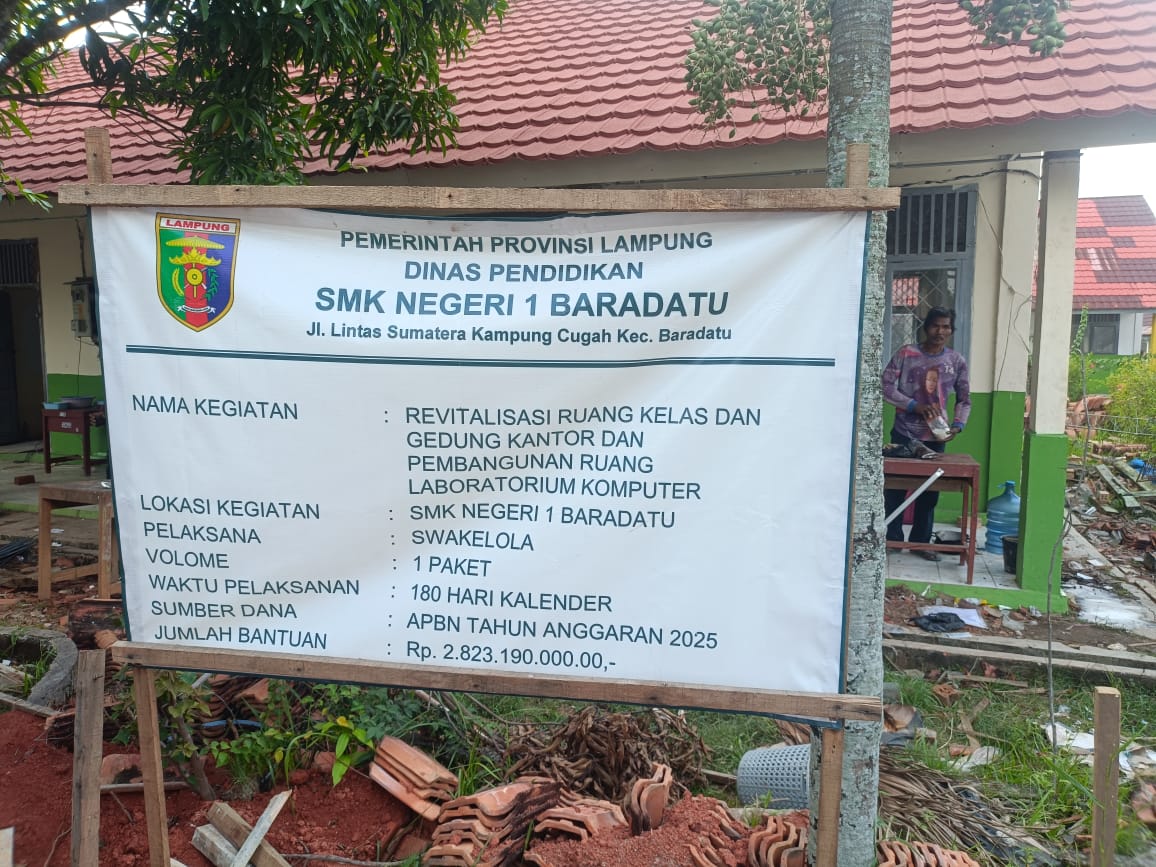 LAMPUNG
PEMERINTAH PROVINSI LAMPUNG
DINAS PENDIDIKAN
SMK NEGERI 1 BARADATU
Jl. Lintas Sumatera Kampung Cugah Kec. Baradatu
NAMA KEGIATAN : REVITALISASI RUANG KELAS DAN
GEDUNG KANTOR DAN
PEMBANGUNAN RUANG
LABORATORIUM KOMPUTER
LOKASI KEGIATAN : SMK NEGERI 1 BARADATU
PELAKSANA : SWAKELOLA
VOLOME : 1 PAKET
WAKTU PELAKSANAN : 180 HARI KALENDER
SUMBER DANA : APBN TAHUN ANGGARAN 2025
JUMLAH BANTUAN : Rp. 2.823.190.000.00,-